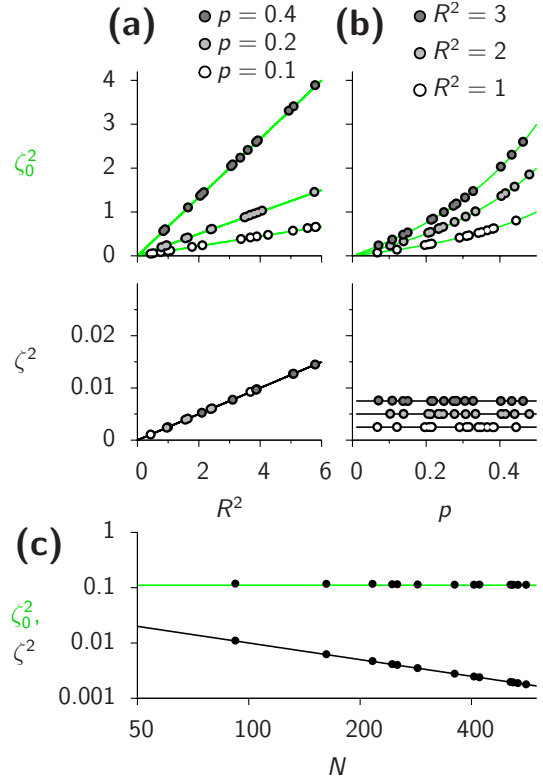 (a)
p = 0.4
p = 0.2
p = 0.1
(b)
R² = 3
R² = 2
R² = 1
ζ₀²
4
3
2
1
0
ζ²
0.02
0.01
0
0 2 4 6
R²
0 0.2 0.4
p
(c)
ζ₀²,
ζ²
1
0.1
0.01
0.001
50 100 200 400
N